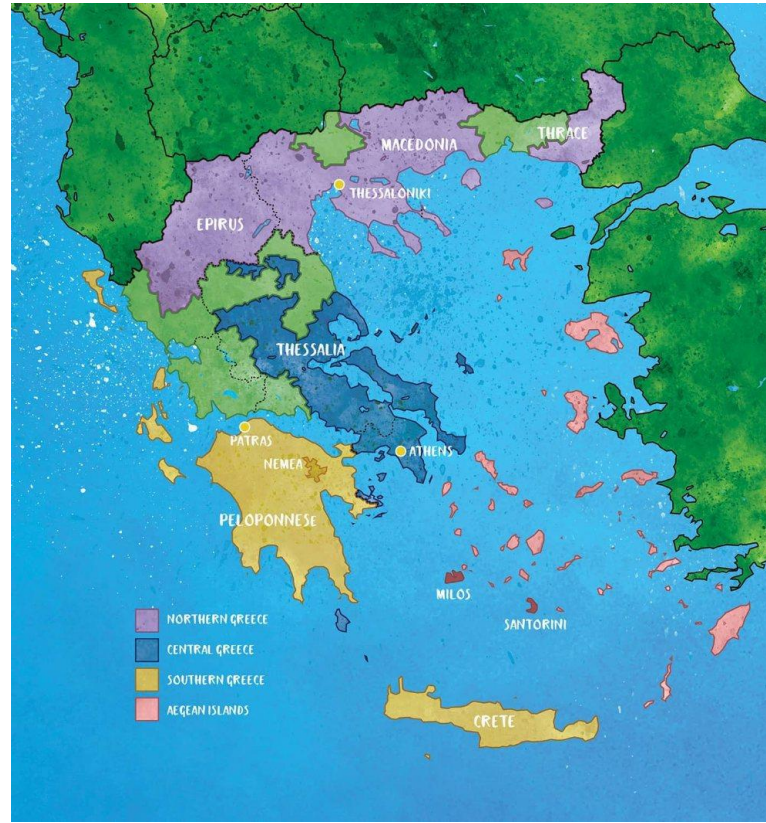 THRACE
MACEDONIA
THESSALONIKI
EPIRUS
THESSALIA
PATRAS
ATHENS
NEMEA
PELOPONNESE
MILOS
SANTORINI
NORTHERN GREECE
CENTRAL GREECE
SOUTHERN GREECE
AEGEAN ISLANDS
CRETE